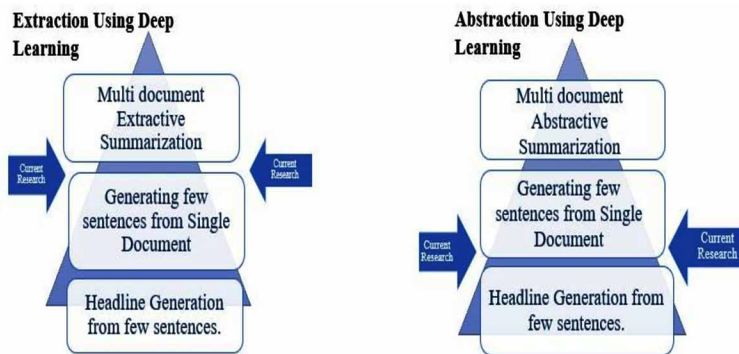 Extraction Using Deep
Learning
Multi document
Extractive
Summarization
Current
Research
Current
Research
Generating few
sentences from Single
Document
Headline Generation
from few sentences.
Abstraction Using Deep
Learning
Multi document
Abstractive
Summarization
Generating few
sentences from Single
Document
Current
Research
Current
Research
Headline Generation from
few sentences.